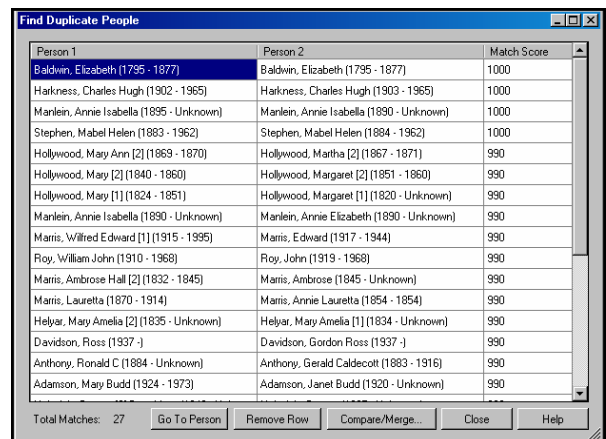 Find Duplicate People
Person 1 Person 2 Match Score
Baldwin, Elizabeth (1795 - 1877) Baldwin, Elizabeth (1795 - 1877) 1000
Harkness, Charles Hugh (1902 - 1965) Harkness, Charles Hugh (1903 - 1965) 1000
Manlein, Annie Isabella (1895 - Unknown) Manlein, Annie Isabella (1890 - Unknown) 1000
Stephen, Mabel Helen (1883 - 1962) Stephen, Mabel Helen (1884 - 1962) 1000
Hollywood, Mary Ann [2] (1869 - 1870) Hollywood, Martha [2] (1867 - 1871) 990
Hollywood, Mary [2] (1840 - 1860) Hollywood, Margaret [2] (1851 - 1860) 990
Hollywood, Mary [1] (1824 - 1851) Hollywood, Margaret [1] (1820 - Unknown) 990
Manlein, Annie Isabella (1890 - Unknown) Manlein, Annie Elizabeth (1890 - Unknown) 990
Marris, Wilfred Edward [1] (1915 - 1995) Marris, Edward (1917 - 1944) 990
Roy, William John (1910 - 1968) Roy, John (1919 - 1968) 990
Marris, Ambrose Hall [2] (1832 - 1845) Marris, Ambrose (1845 - Unknown) 990
Marris, Lauretta (1870 - 1914) Marris, Annie Lauretta (1854 - 1854) 990
Helyar, Mary Amelia [2] (1835 - Unknown) Helyar, Mary Amelia [1] (1834 - Unknown) 990
Davidson, Ross (1937 -) Davidson, Gordon Ross (1937 -) 990
Anthony, Ronald C (1884 - Unknown) Anthony, Gerald Caldecott (1883 - 1916) 990
Adamson, Mary Budd (1924 - 1973) Adamson, Janet Budd (1920 - Unknown) 990
Total Matches: 27 Go To Person Remove Row Compare/Merge... Close Help